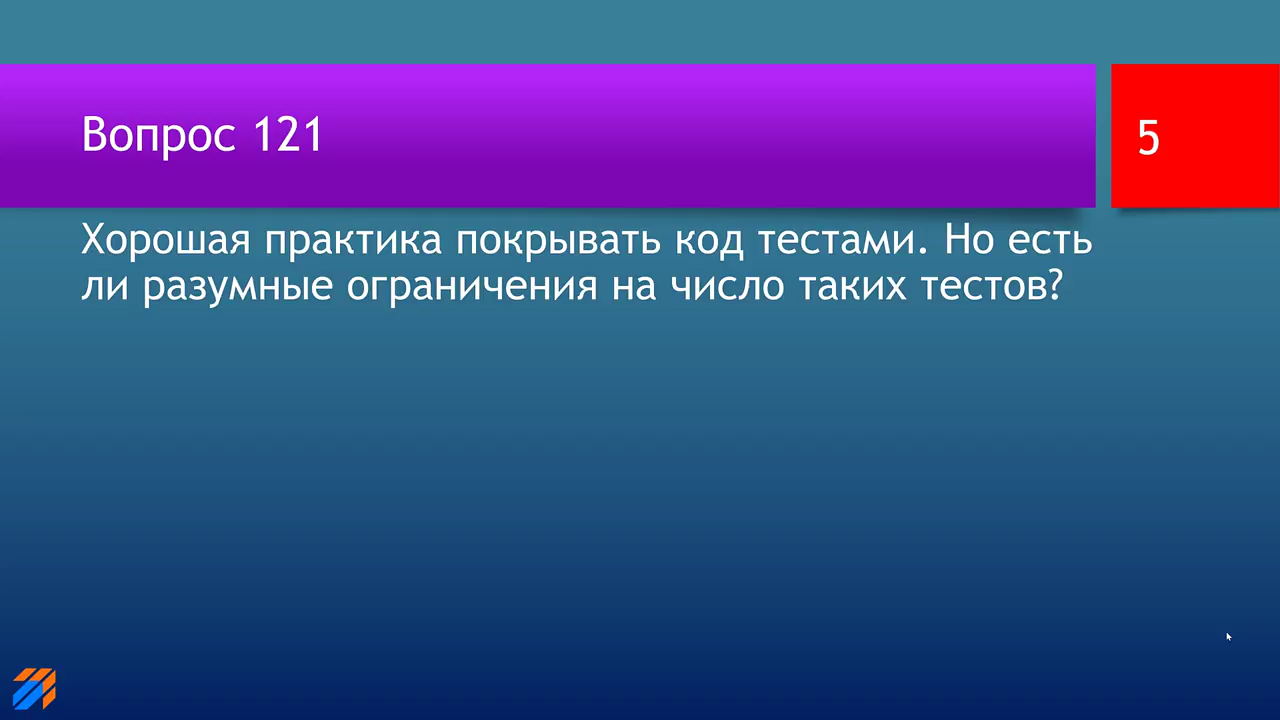 Вопрос 121
5
Хорошая практика покрывать код тестами. Но есть
ли разумные ограничения на число таких тестов?